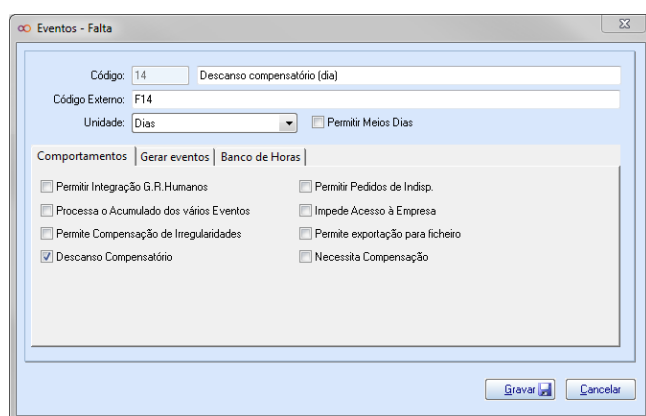 Eventos - Falta
Código: 14 Descanso compensatório (dia)
Código Externo: F14
Unidade: Dias Permitir Meios Dias
Comportamentos Gerar eventos Banco de Horas
Permitir Integração G.R.Humanos Permitir Pedidos de Indisp.
Processa o Acumulado dos vários Eventos Impede Acesso à Empresa
Permite Compensação de Irregularidades Permite exportação para ficheiro
Descanso Compensatório Necessita Compensação
Gravar Cancelar